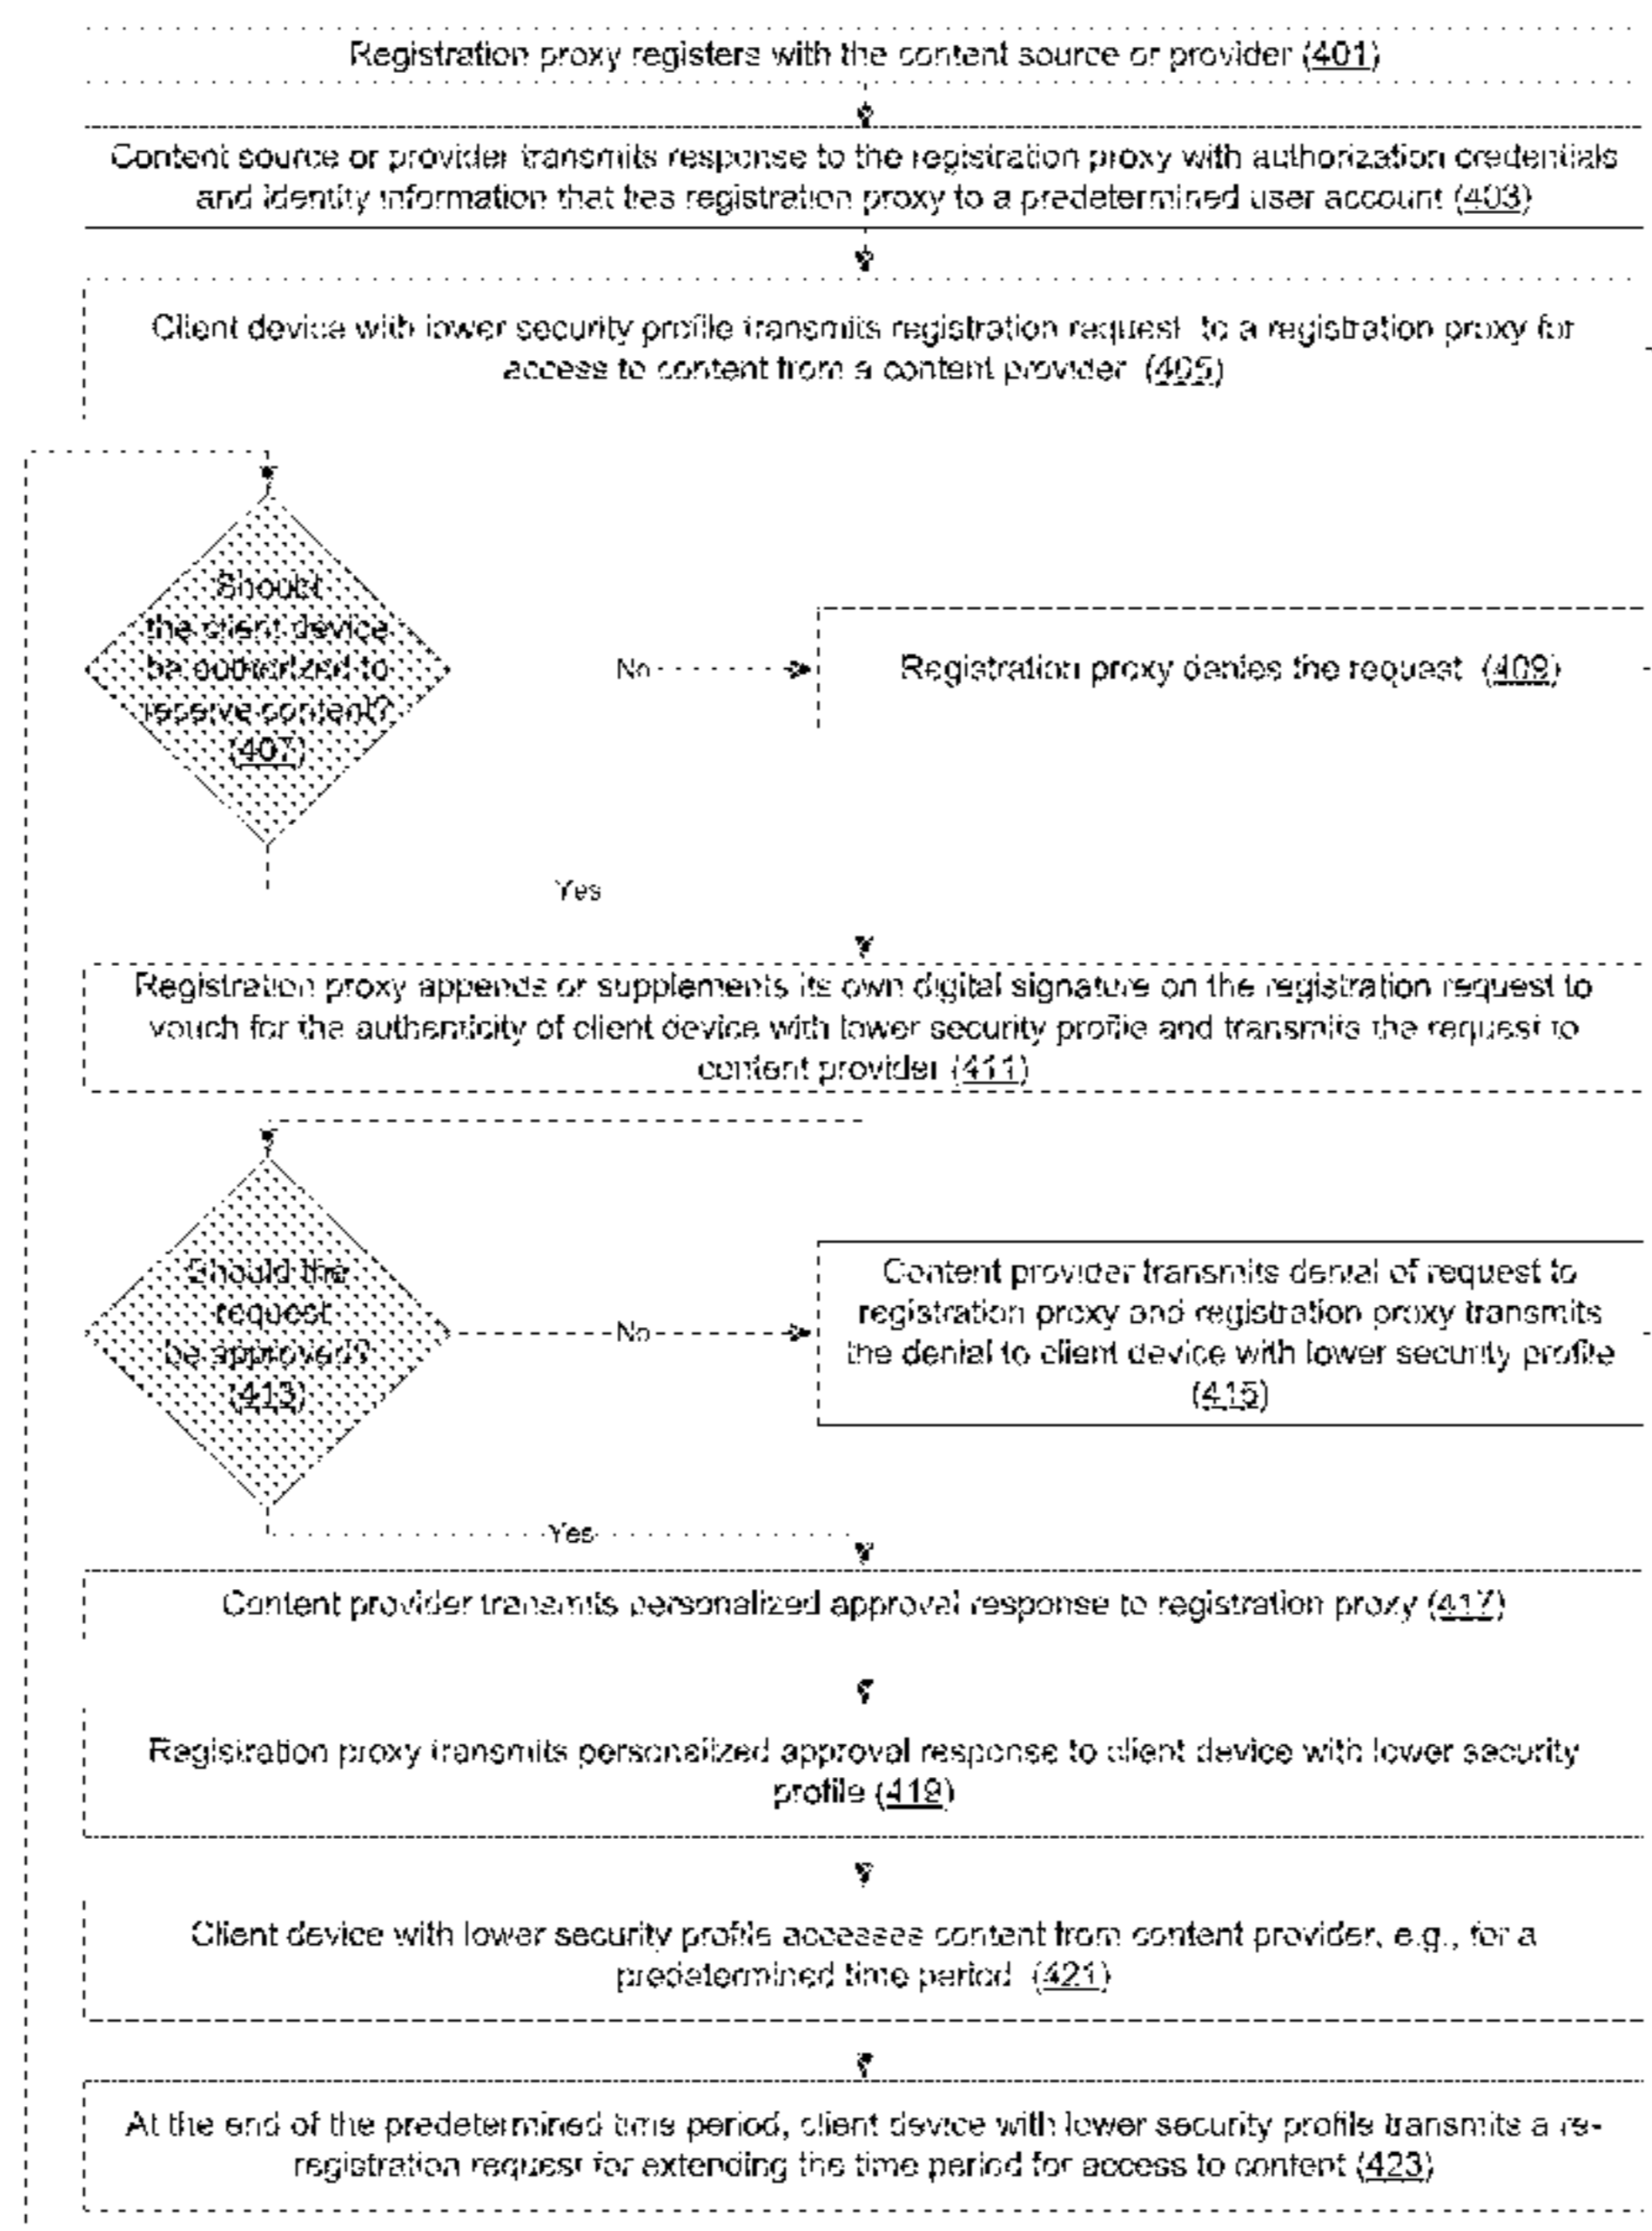 Registration proxy registers with the content source or provider (401)
Content source or provider transmits response to the registration proxy with authorization credentials
and identity information that ties registration proxy to a predetermined user account (403)
Client device with lower security profile transmits registration request to a registration proxy for
access to content from a content provider (405)
Should
the client device
be authorized to
receive content?
(407)
No
Registration proxy denies the request (409)
Yes
Registration proxy appends or supplements its own digital signature on the registration request to
vouch for the authenticity of client device with lower security profile and transmits the request to
content provider (411)
Should the
request
be approved?
(413)
No
Content provider transmits denial of request to
registration proxy and registration proxy transmits
the denial to client device with lower security profile
(415)
Yes
Content provider transmits personalized approval response to registration proxy (417)
Registration proxy transmits personalized approval response to client device with lower security
profile (419)
Client device with lower security profile accesses content from content provider, e.g., for a
predetermined time period (421)
At the end of the predetermined time period, client device with lower security profile transmits a re-
registration request for extending the time period for access to content (423)